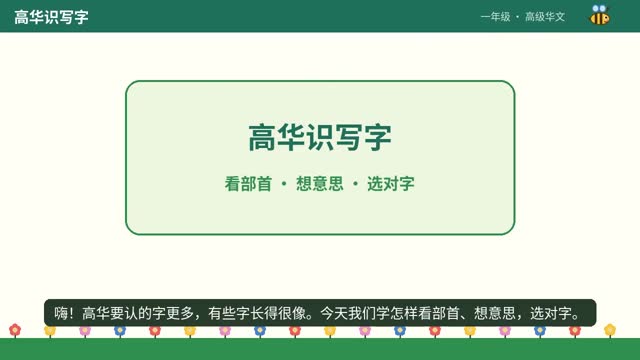 高华识写字
一年级 · 高级华文
高华识写字
看部首 · 想意思 · 选对字
嗨！高华要认的字更多，有些字长得很像。今天我们学怎样看部首、想意思，选对字。